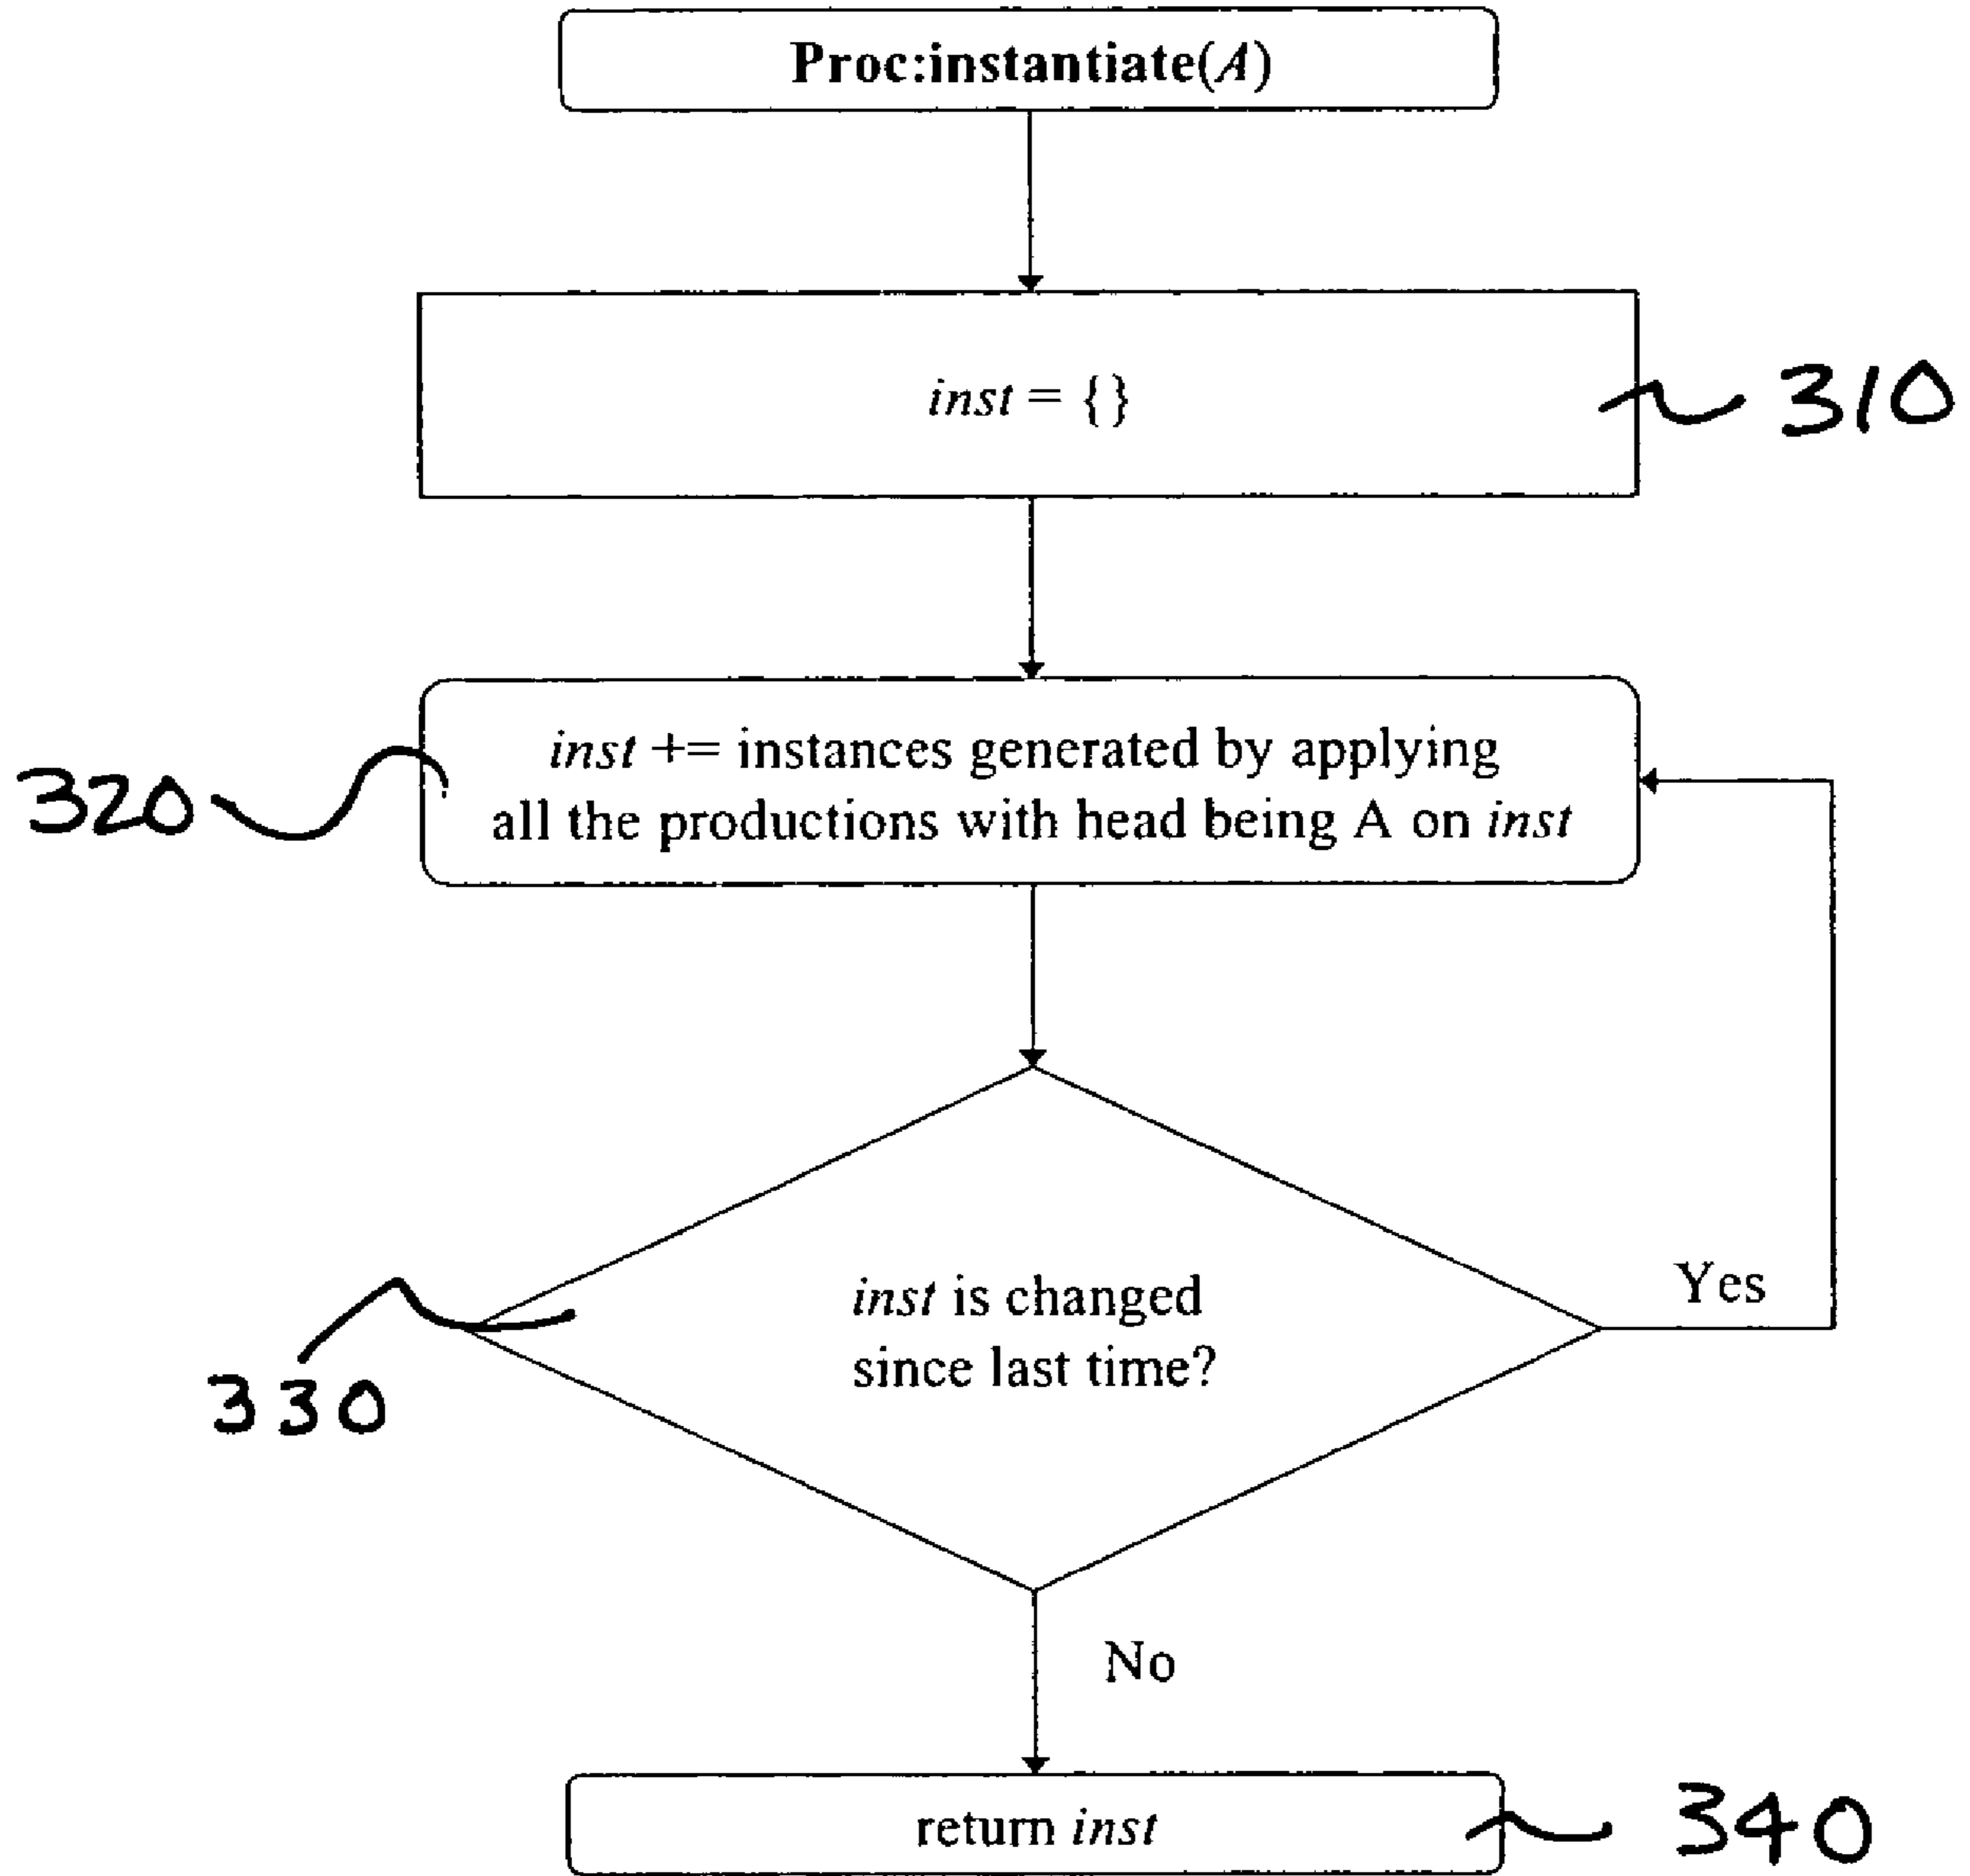 Proc:instantiate(A)
inst = {}
310
inst += instances generated by applying
all the productions with head being A on inst
320
inst is changed
since last time?
Yes
330
No
return inst
340